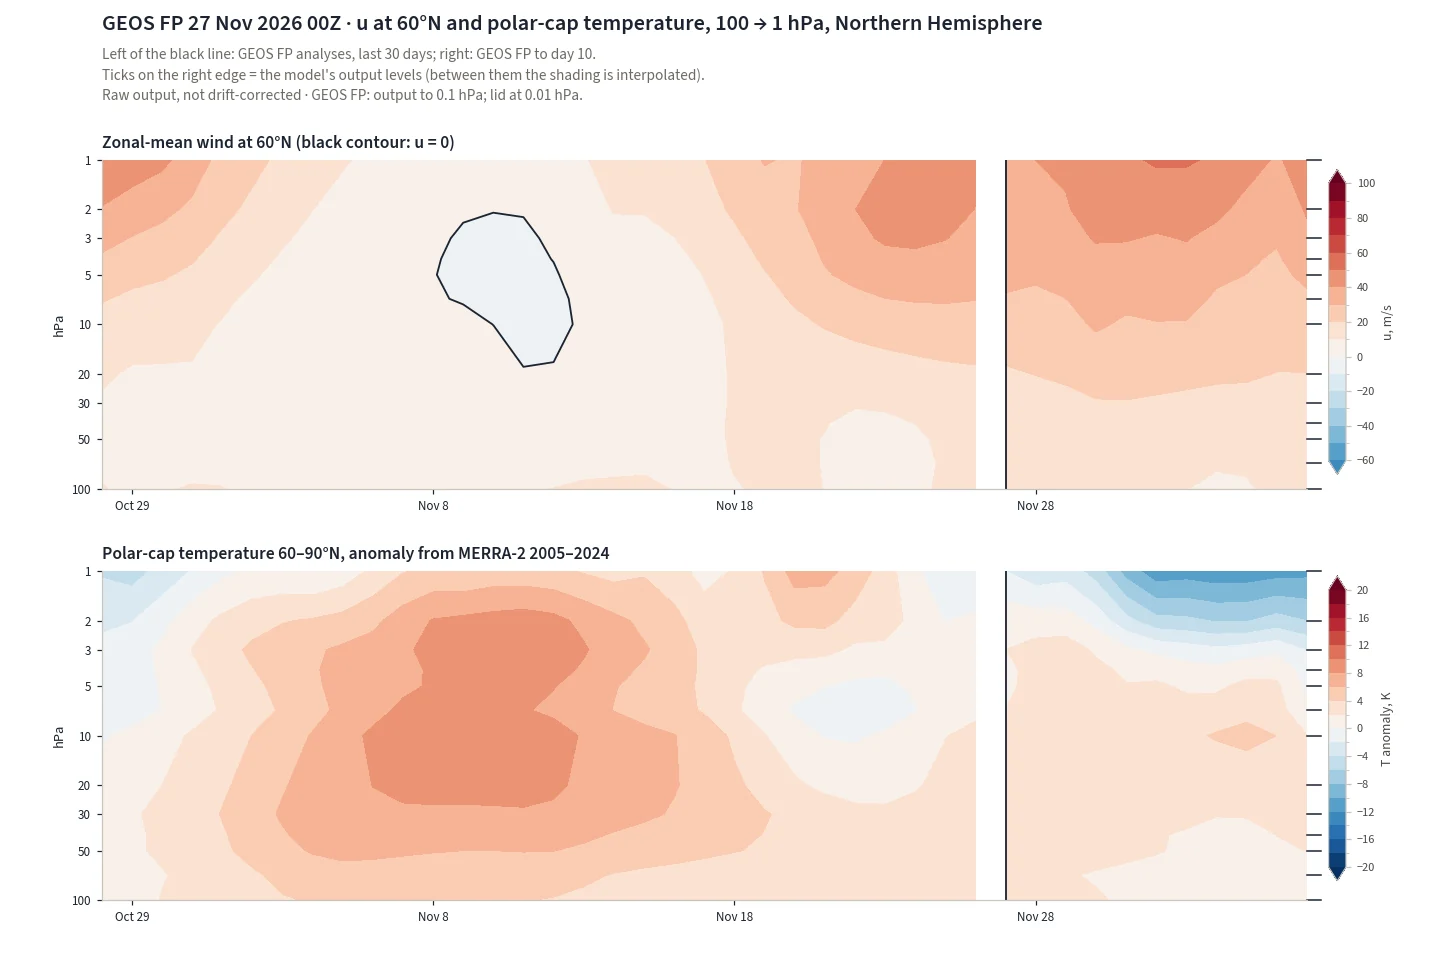 GEOS FP 27 Nov 2026 00Z · u at 60°N and polar-cap temperature, 100 → 1 hPa, Northern Hemisphere
Left of the black line: GEOS FP analyses, last 30 days; right: GEOS FP to day 10.
Ticks on the right edge = the model's output levels (between them the shading is interpolated).
Raw output, not drift-corrected · GEOS FP: output to 0.1 hPa; lid at 0.01 hPa.
Zonal-mean wind at 60°N (black contour: u = 0)
1
2
3
5
10
20
30
50
100
hPa
Oct 29
Nov 8
Nov 18
Nov 28
100
80
60
40
20
0
−20
−40
−60
u, m/s
Polar-cap temperature 60–90°N, anomaly from MERRA-2 2005–2024
1
2
3
5
10
20
30
50
100
hPa
Oct 29
Nov 8
Nov 18
Nov 28
20
16
12
8
4
0
−4
−8
−12
−16
−20
T anomaly, K